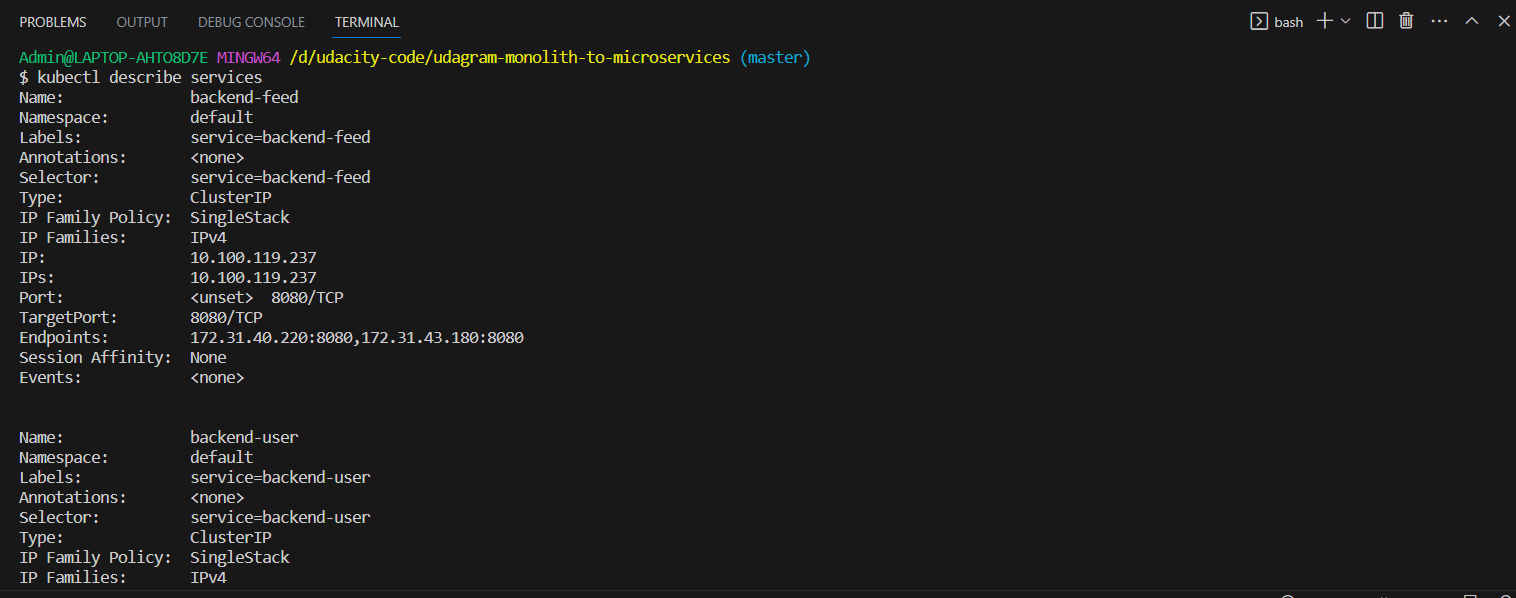 PROBLEMS OUTPUT DEBUG CONSOLE TERMINAL bash
Admin@LAPTOP-AHTO8D7E MINGW64 /d/udacity-code/udagram-monolith-to-microservices (master)
$ kubectl describe services
Name: backend-feed
Namespace: default
Labels: service=backend-feed
Annotations: <none>
Selector: service=backend-feed
Type: ClusterIP
IP Family Policy: SingleStack
IP Families: IPv4
IP: 10.100.119.237
IPs: 10.100.119.237
Port: <unset> 8080/TCP
TargetPort: 8080/TCP
Endpoints: 172.31.40.220:8080,172.31.43.180:8080
Session Affinity: None
Events: <none>
Name: backend-user
Namespace: default
Labels: service=backend-user
Annotations: <none>
Selector: service=backend-user
Type: ClusterIP
IP Family Policy: SingleStack
IP Families: IPv4